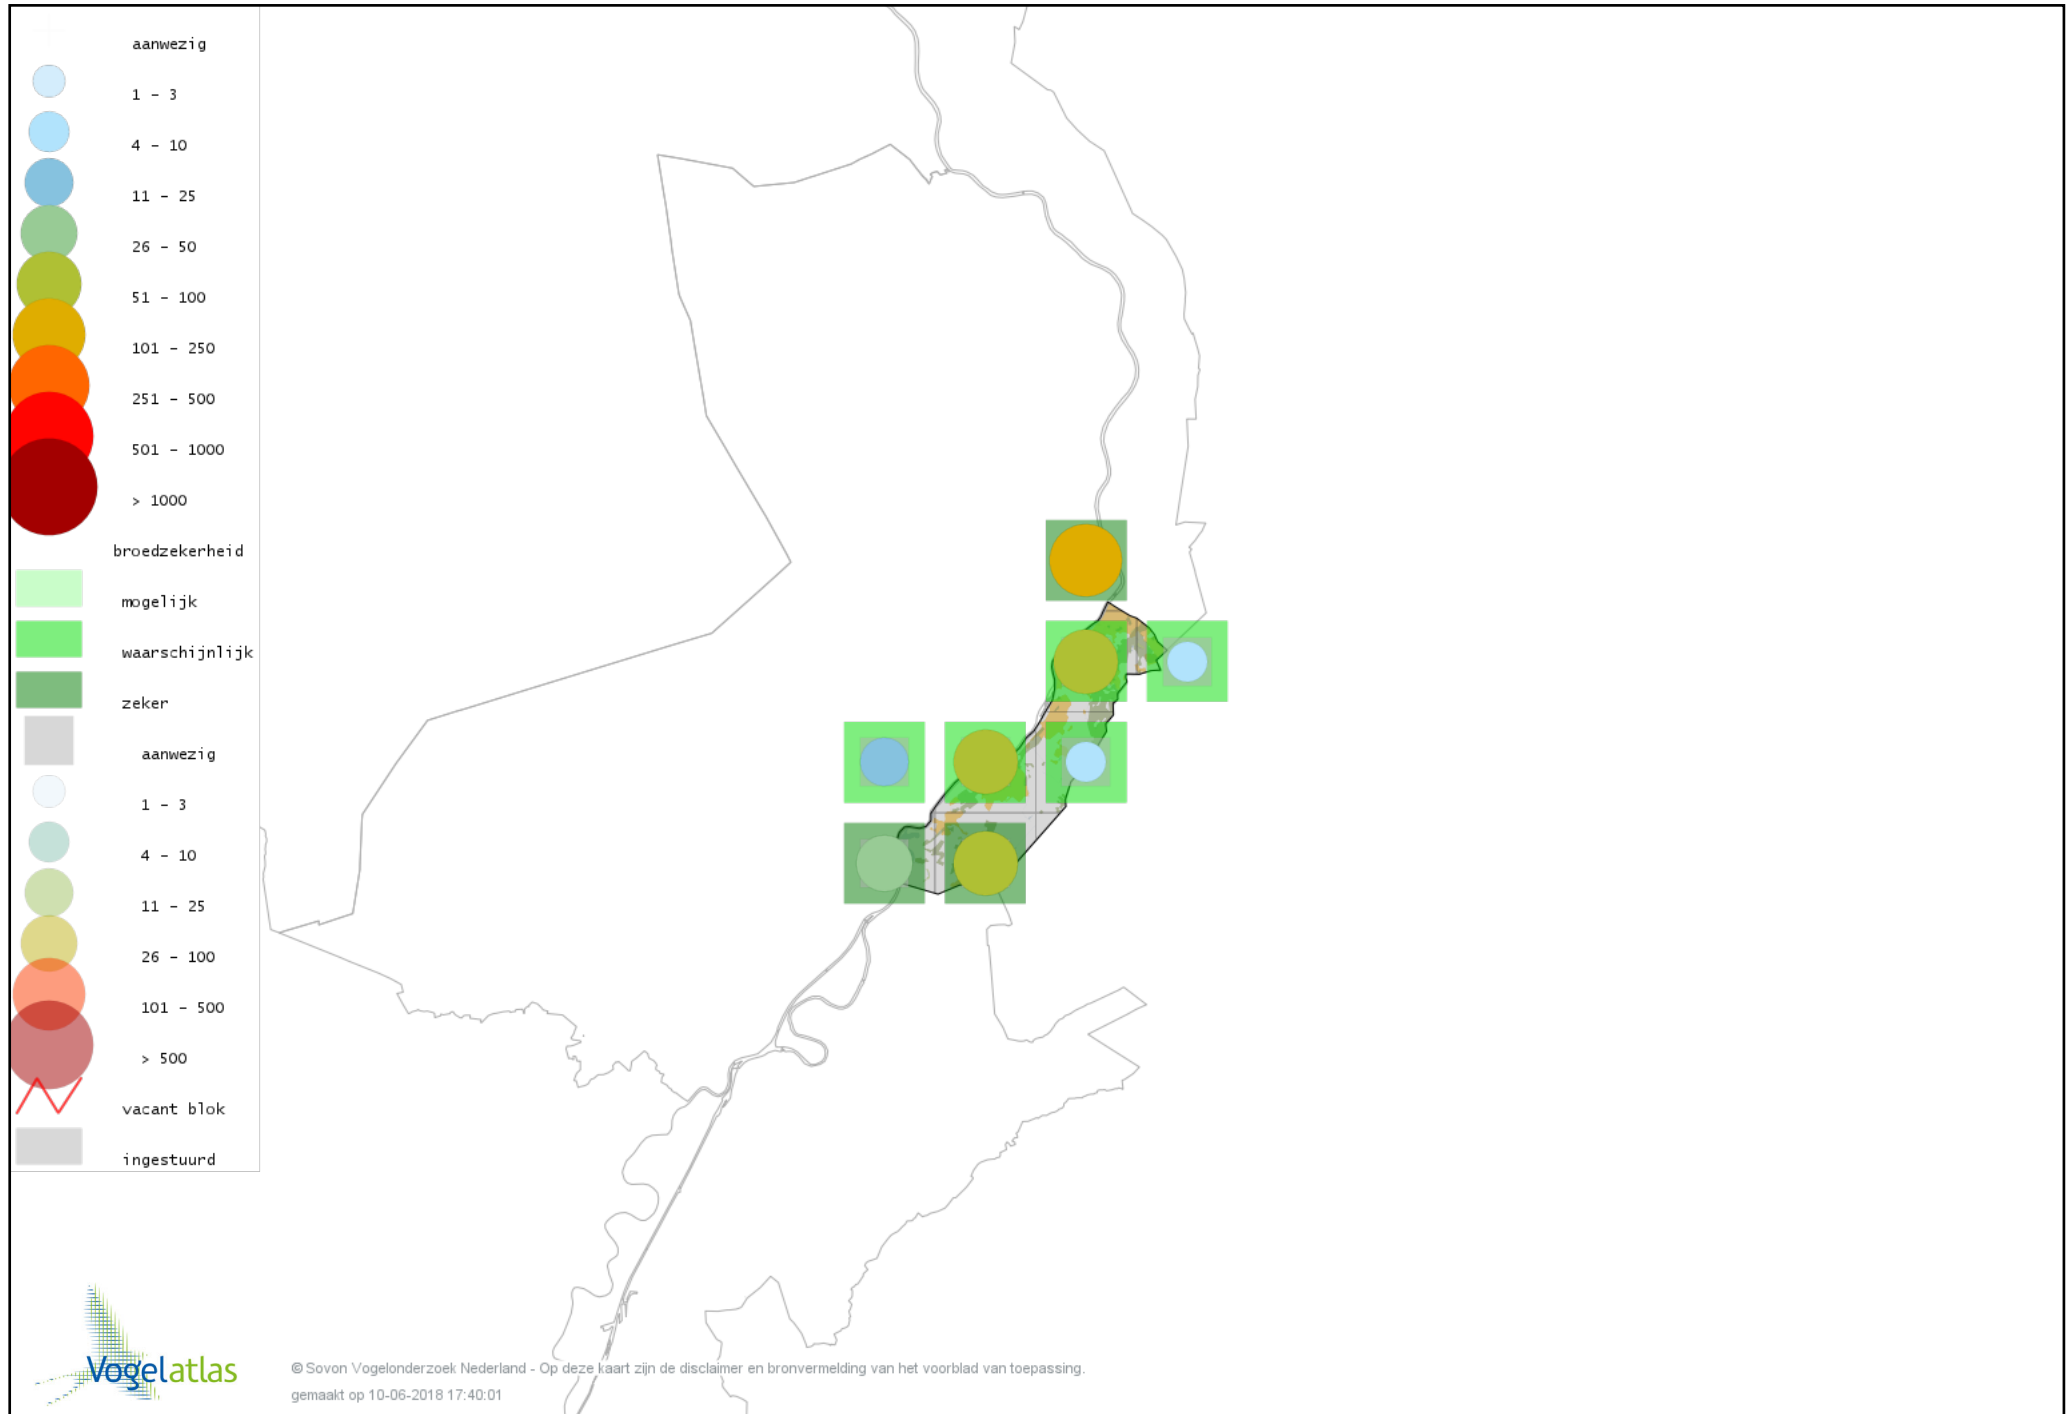 aanwezig
1 - 3
4 - 10
11 - 25
26 - 50
51 - 100
101 - 250
251 - 500
501 - 1000
> 1000
broedzekerheid
mogelijk
waarschijnlijk
zeker
aanwezig
1 - 3
4 - 10
11 - 25
26 - 100
101 - 500
> 500
vacant blok
ingestuurd
Vogelatlas
© Sovon Vogelonderzoek Nederland - Op deze kaart zijn de disclaimer en bronvermelding van het voorblad van toepassing.
gemaakt op 10-06-2018 17:40:01